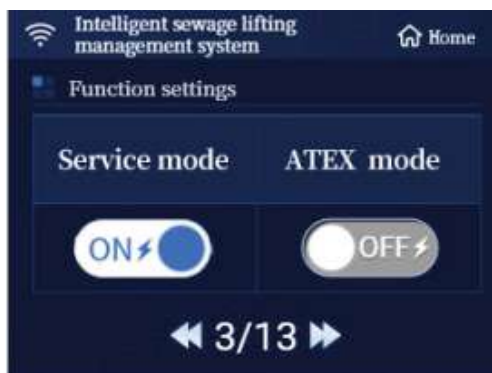 Intelligent sewage lifting
management system
Home
Function settings
Service mode
ATEX mode
ON
OFF
3/13